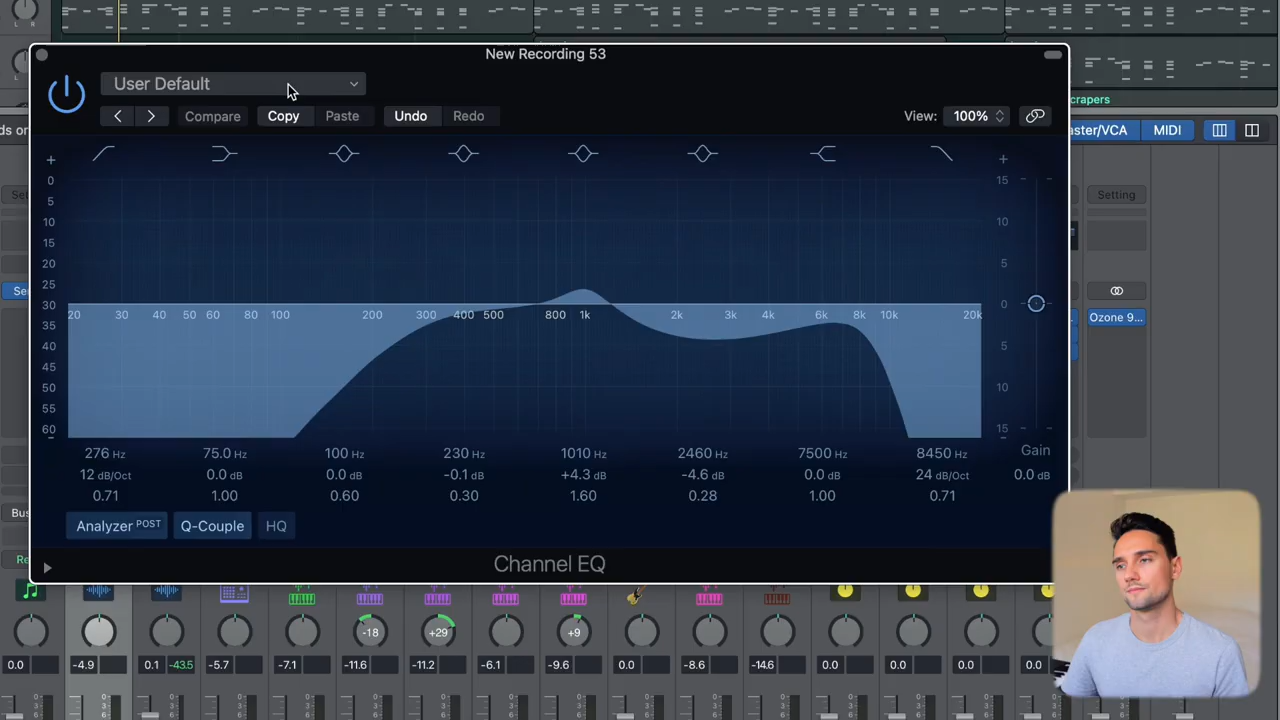 L R
New Recording 53
User Default
Compare Copy Paste Undo Redo
View: 100%
crapers
ds on
aster/VCA MIDI
Setting
+ +
0 15
5
10 10
15
20 5
25
30 0
20 30 40 50 60 80 100 200 300 400 500 800 1k 2k 3k 4k 6k 8k 10k 20k
35
40 5
45
50 10
55
60 15
- -
Ozone 9...
276 Hz 75.0 Hz 100 Hz 230 Hz 1010 Hz 2460 Hz 7500 Hz 8450 Hz Gain
12 dB/Oct 0.0 dB 0.0 dB -0.1 dB +4.3 dB -4.6 dB 0.0 dB 24 dB/Oct 0.0 dB
0.71 1.00 0.60 0.30 1.60 0.28 1.00 0.71
Analyzer POST Q-Couple HQ
Channel EQ
Bus
Re
-18 +29 +9
0.0 -4.9 0.1 -43.5 -5.7 -7.1 -11.6 -11.2 -6.1 -9.6 0.0 -8.6 -14.6 0.0 0.0 0.0 0.0